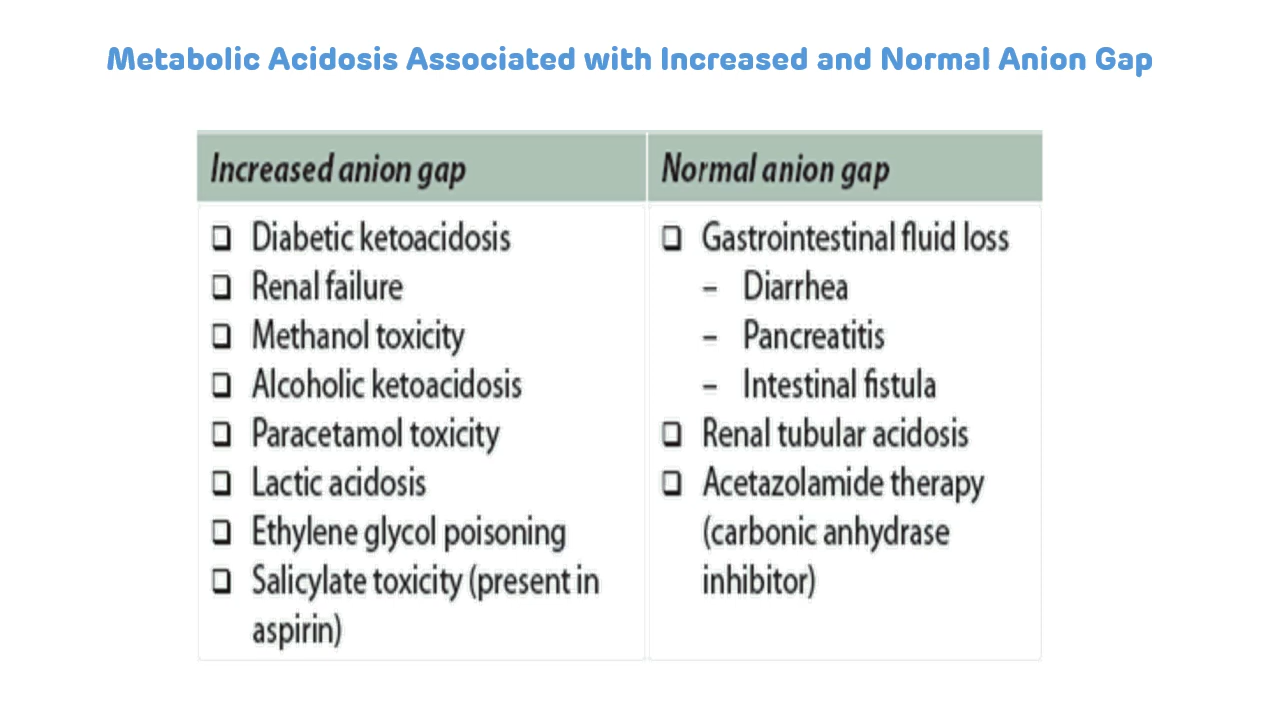 Metabolic Acidosis Associated with Increased and Normal Anion Gap
Increased anion gap
❑ Diabetic ketoacidosis
❑ Renal failure
❑ Methanol toxicity
❑ Alcoholic ketoacidosis
❑ Paracetamol toxicity
❑ Lactic acidosis
❑ Ethylene glycol poisoning
❑ Salicylate toxicity (present in
aspirin)
Normal anion gap
❑ Gastrointestinal fluid loss
– Diarrhea
– Pancreatitis
– Intestinal fistula
❑ Renal tubular acidosis
❑ Acetazolamide therapy
(carbonic anhydrase
inhibitor)